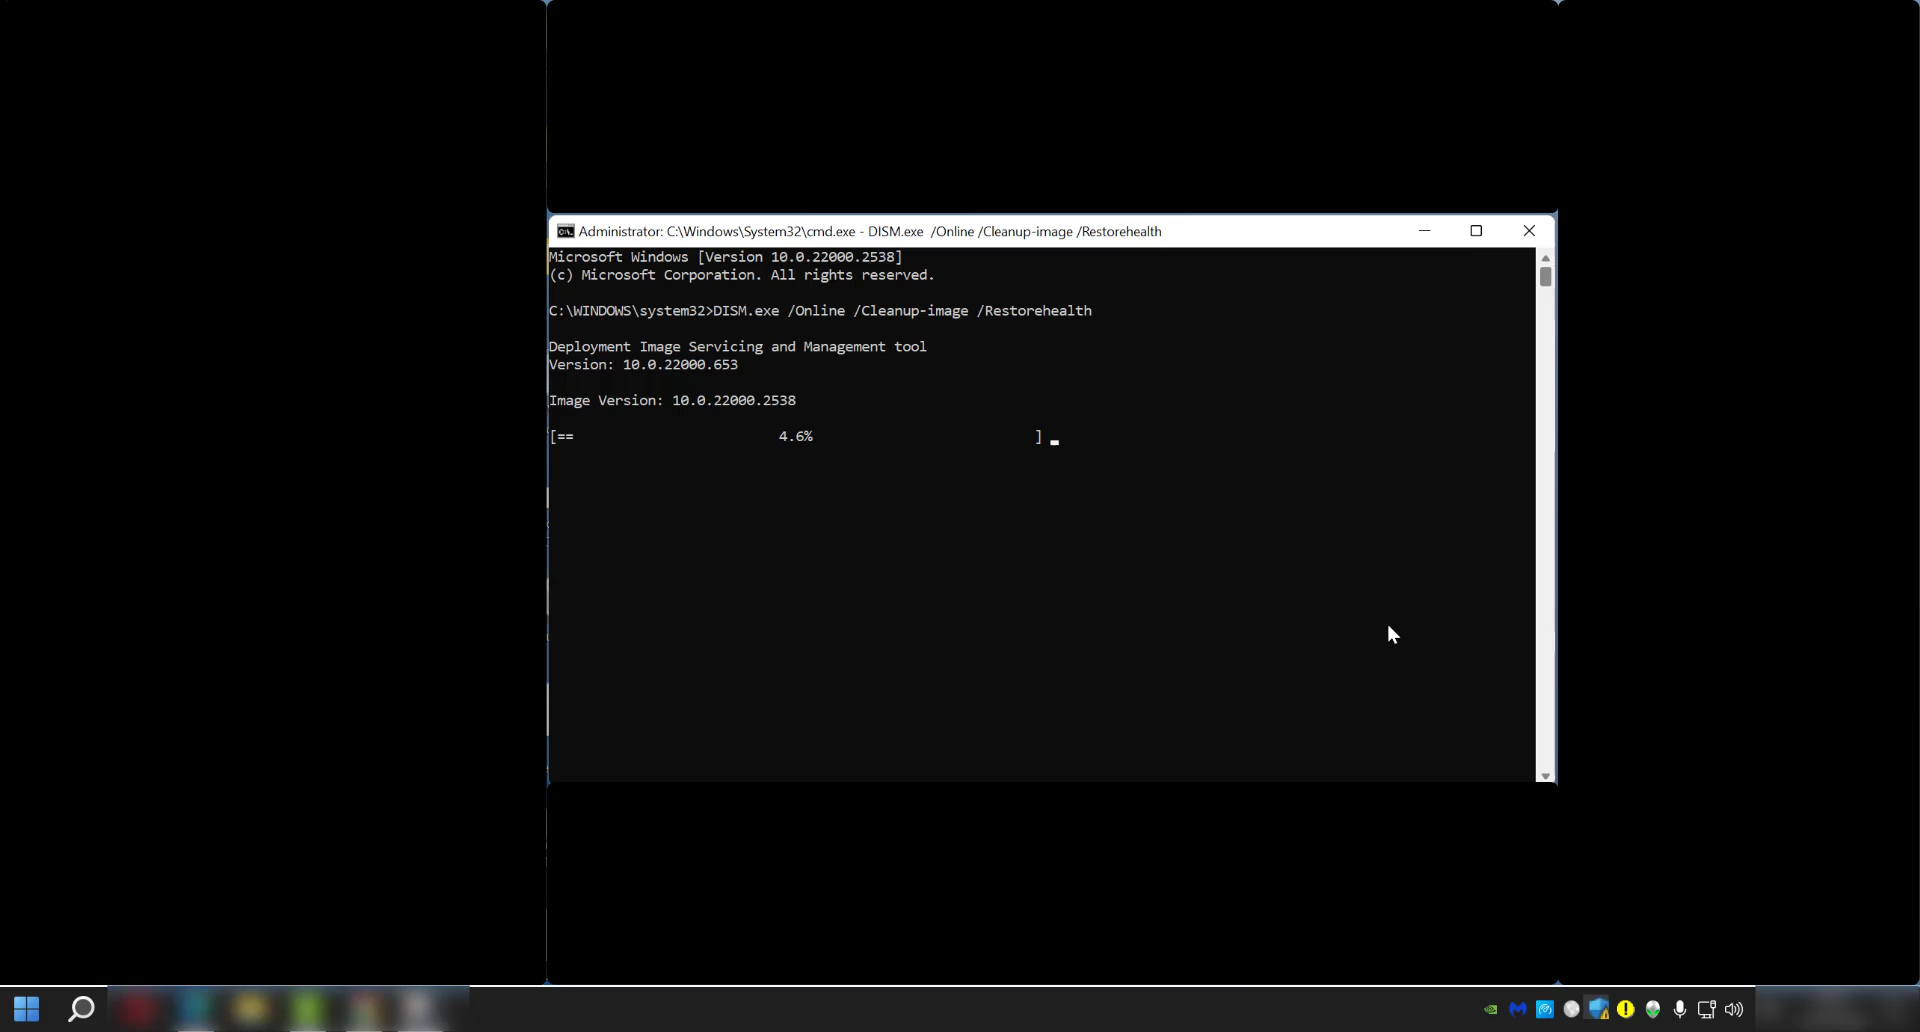 Administrator: C:\Windows\System32\cmd.exe - DISM.exe  /Online /Cleanup-image /Restorehealth
Microsoft Windows [Version 10.0.22000.2538]
(c) Microsoft Corporation. All rights reserved.
C:\WINDOWS\system32>DISM.exe /Online /Cleanup-image /Restorehealth
Deployment Image Servicing and Management tool
Version: 10.0.22000.653
Image Version: 10.0.22000.2538
[==                         4.6%                           ]